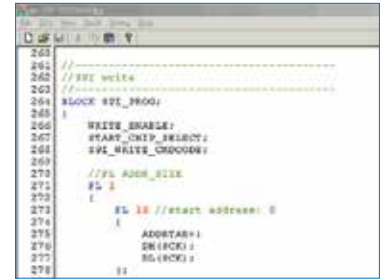 260
261 //----------------------------------------
262 //SPI write
263 //----------------------------------------
264 BLOCK SPI_PROG;
265 {
266 WRITE_ENABLE;
267 START_CHIP_SELECT;
268 SPI_WRITE_CMDCODE;
269
270 //FL ADDR_SIZE
271 FL 1
272 {
273 FL 18 //start address: 0
274 {
275 ADDRTAR+;
276 DH(SCK);
277 DL(SCK);
278 };